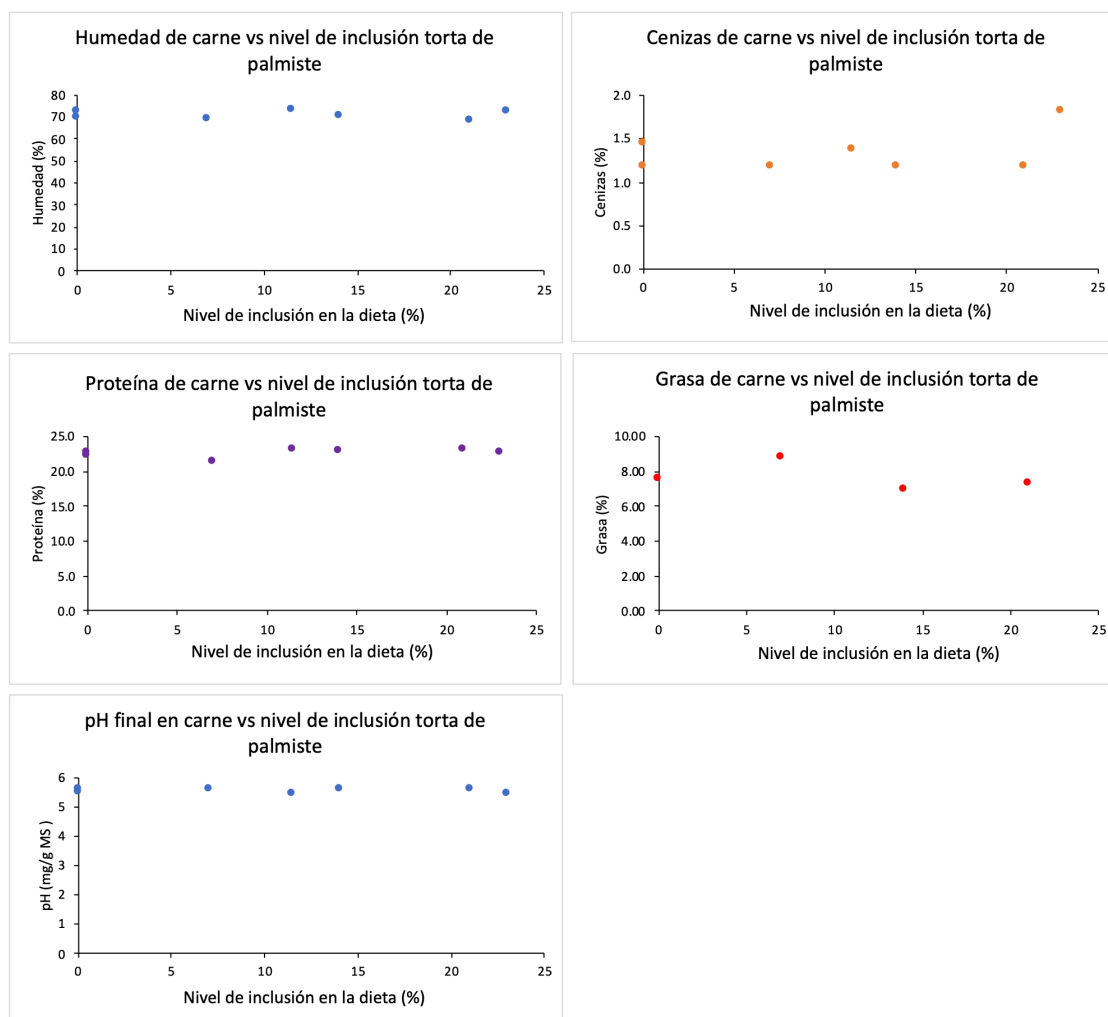 Humedad de carne vs nivel de inclusión torta de
palmiste
Humedad (%)
80
70
60
50
40
30
20
10
0
0 5 10 15 20 25
Nivel de inclusión en la dieta (%)
Cenizas de carne vs nivel de inclusión torta de
palmiste
Cenizas (%)
2.0
1.5
1.0
0.5
0.0
0 5 10 15 20 25
Nivel de inclusión en la dieta (%)
Proteína de carne vs nivel de inclusión torta de
palmiste
Proteína (%)
25.0
20.0
15.0
10.0
5.0
0.0
0 5 10 15 20 25
Nivel de inclusión en la dieta (%)
Grasa de carne vs nivel de inclusión torta de
palmiste
Grasa (%)
10.00
8.00
6.00
4.00
2.00
0.00
0 5 10 15 20 25
Nivel de inclusión en la dieta (%)
pH final en carne vs nivel de inclusión torta de
palmiste
pH (mg/g MS )
6
5
4
3
2
1
0
0 5 10 15 20 25
Nivel de inclusión en la dieta (%)